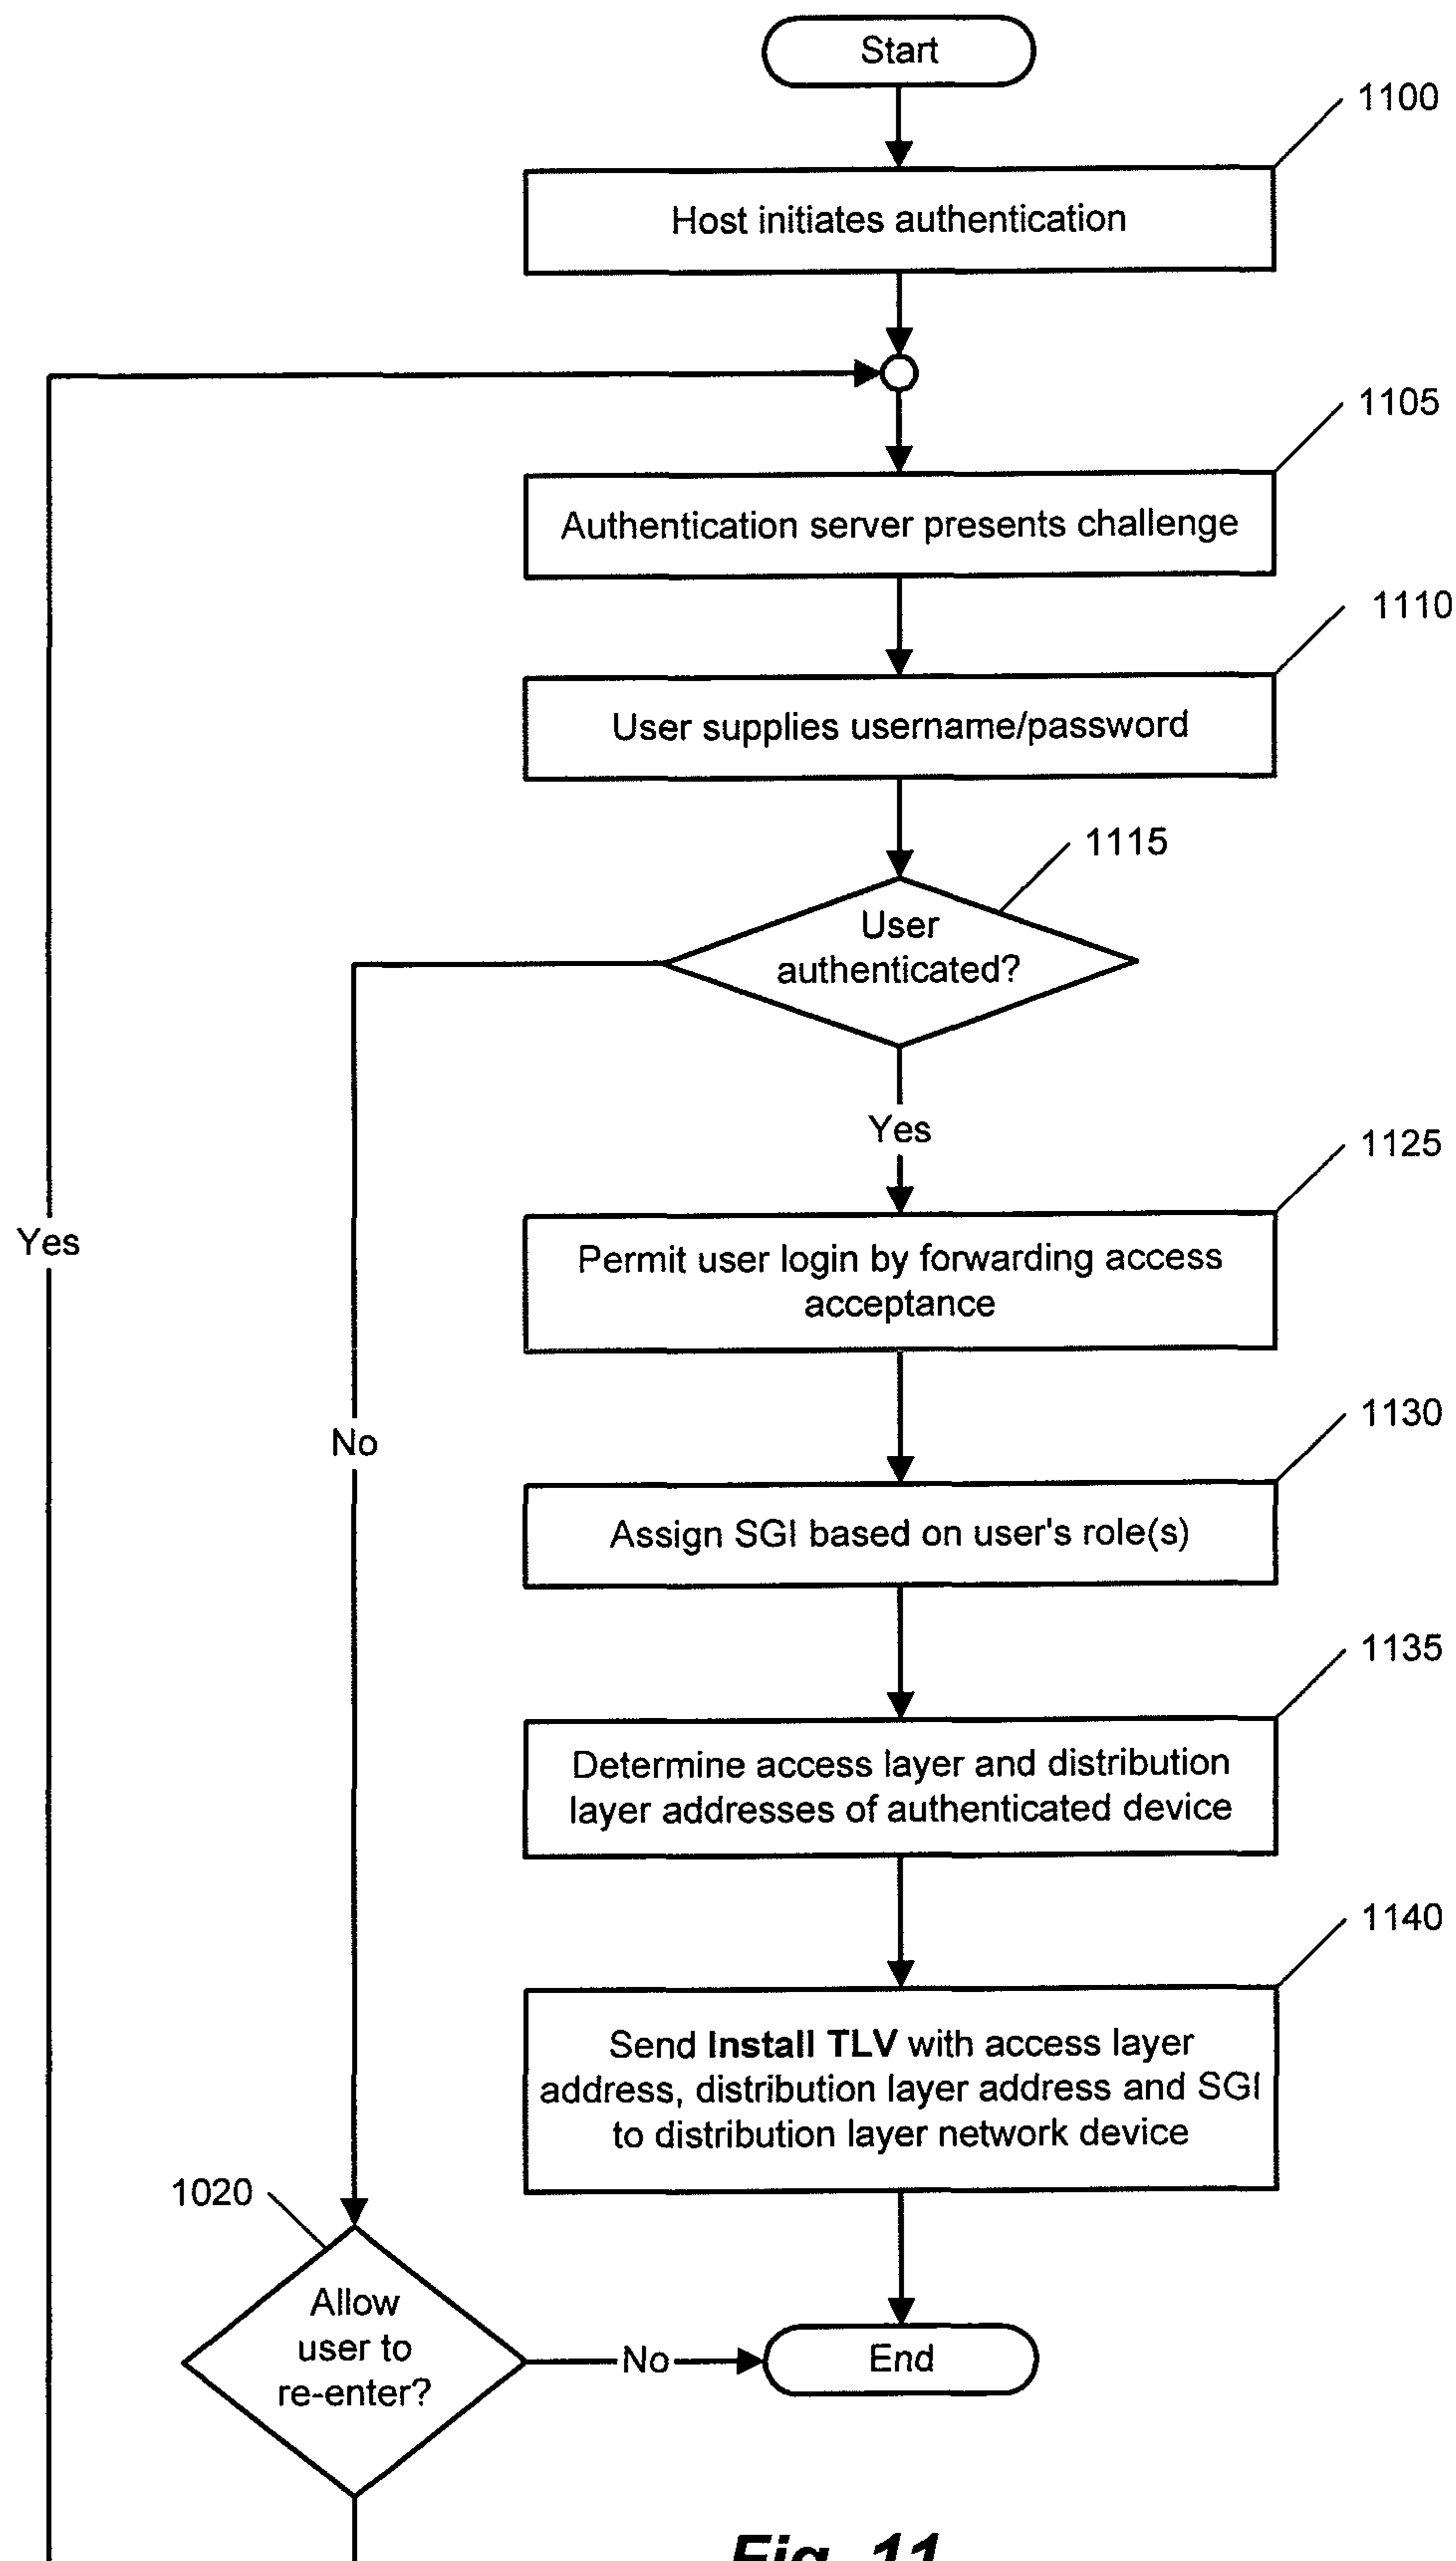 Start
1100
Host initiates authentication
1105
Authentication server presents challenge
1110
User supplies username/password
1115
User
authenticated?
Yes
1125
Permit user login by forwarding access
acceptance
Yes
1130
No
Assign SGI based on user's role(s)
1135
Determine access layer and distribution
layer addresses of authenticated device
1140
Send Install TLV with access layer
address, distribution layer address and SGI
to distribution layer network device
1020
Allow
user to
re-enter?
No
End
Fig. 11